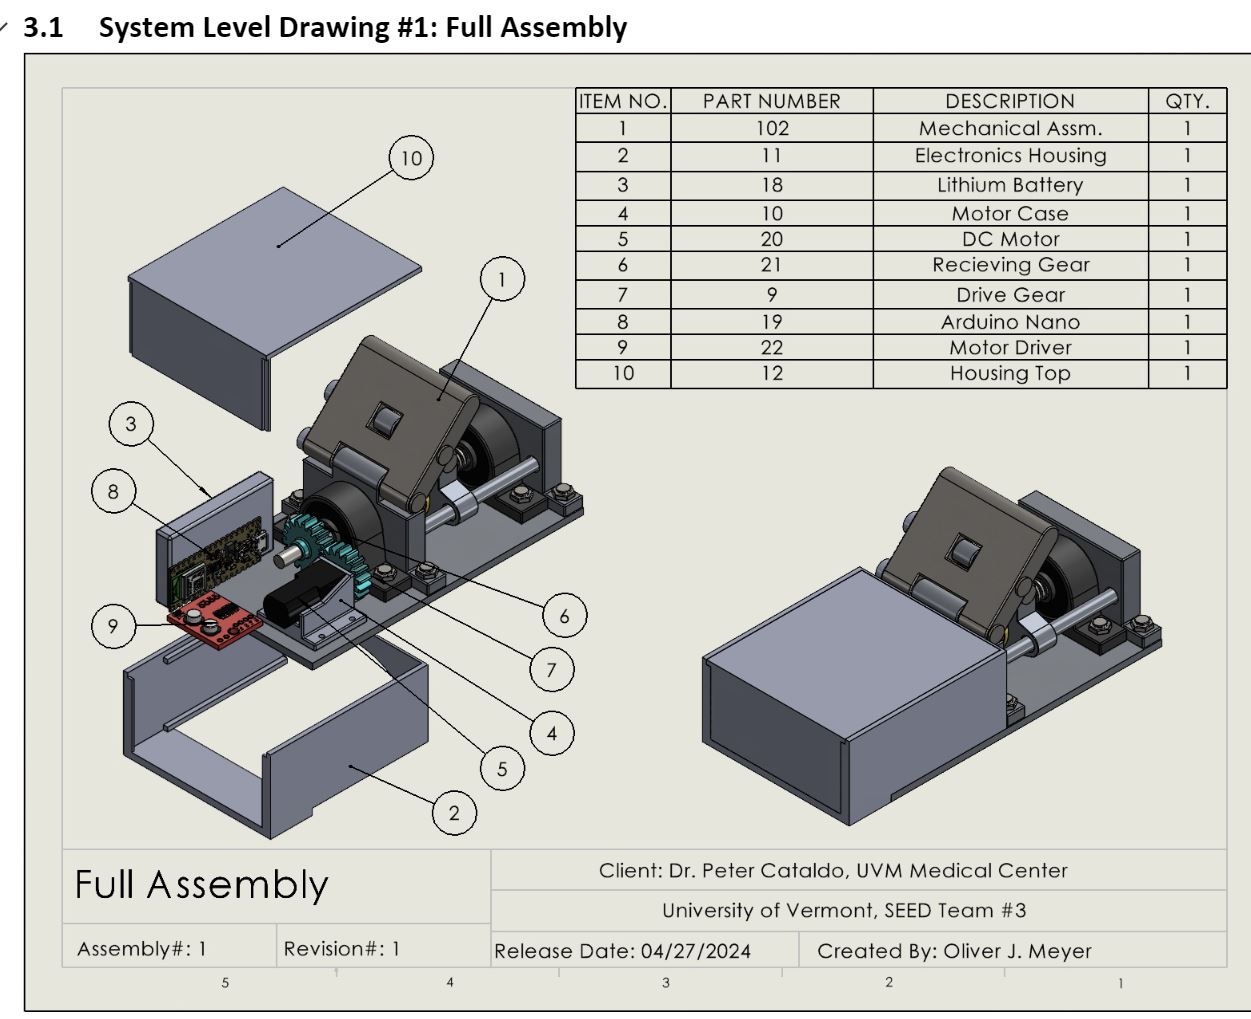 3.1 System Level Drawing #1: Full Assembly
ITEM NO. PART NUMBER DESCRIPTION QTY.
1 102 Mechanical Assm. 1
2 11 Electronics Housing 1
3 18 Lithium Battery 1
4 10 Motor Case 1
5 20 DC Motor 1
6 21 Recieving Gear 1
7 9 Drive Gear 1
8 19 Arduino Nano 1
9 22 Motor Driver 1
10 12 Housing Top 1
10
1
3
8
9
6
7
4
5
2
Full Assembly
Client: Dr. Peter Cataldo, UVM Medical Center
University of Vermont, SEED Team #3
Assembly#: 1
Revision#: 1
Release Date: 04/27/2024
Created By: Oliver J. Meyer
5 4 3 2 1